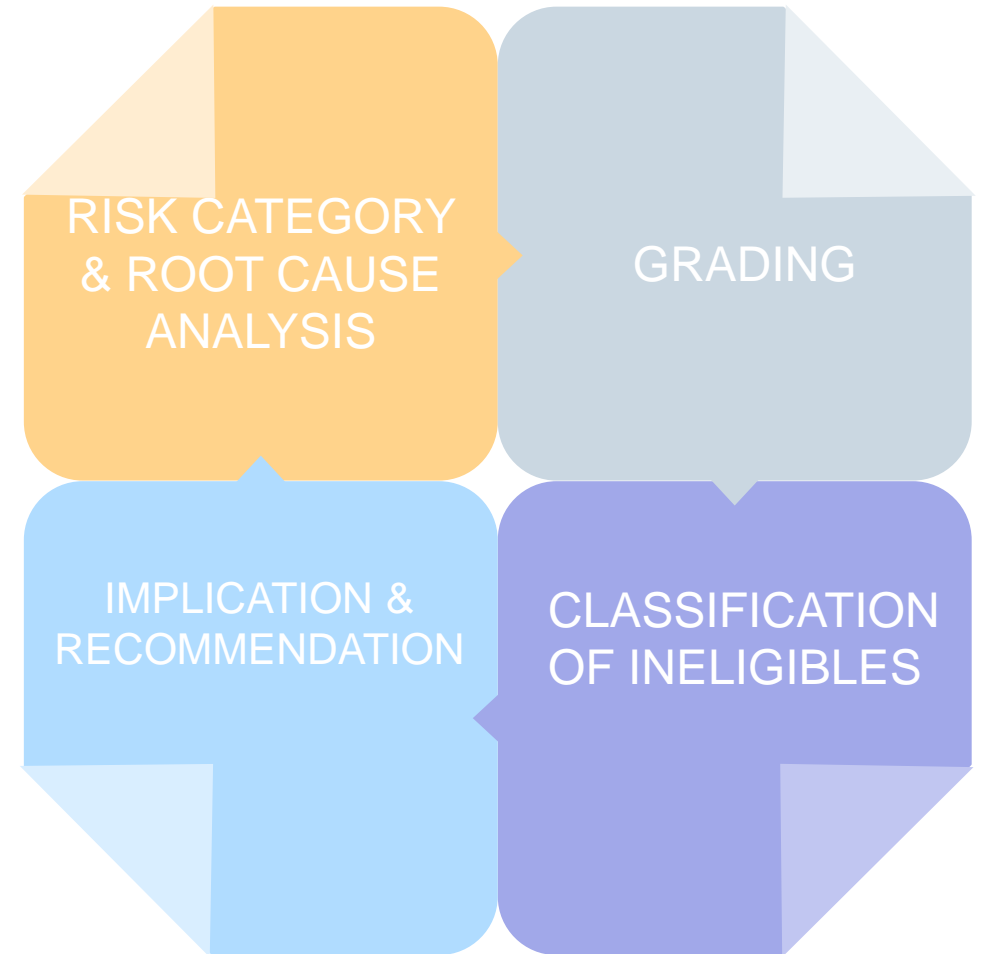 RISK CATEGORY
& ROOT CAUSE
ANALYSIS
GRADING
IMPLICATION &
RECOMMENDATION
CLASSIFICATION
OF INELIGIBLES